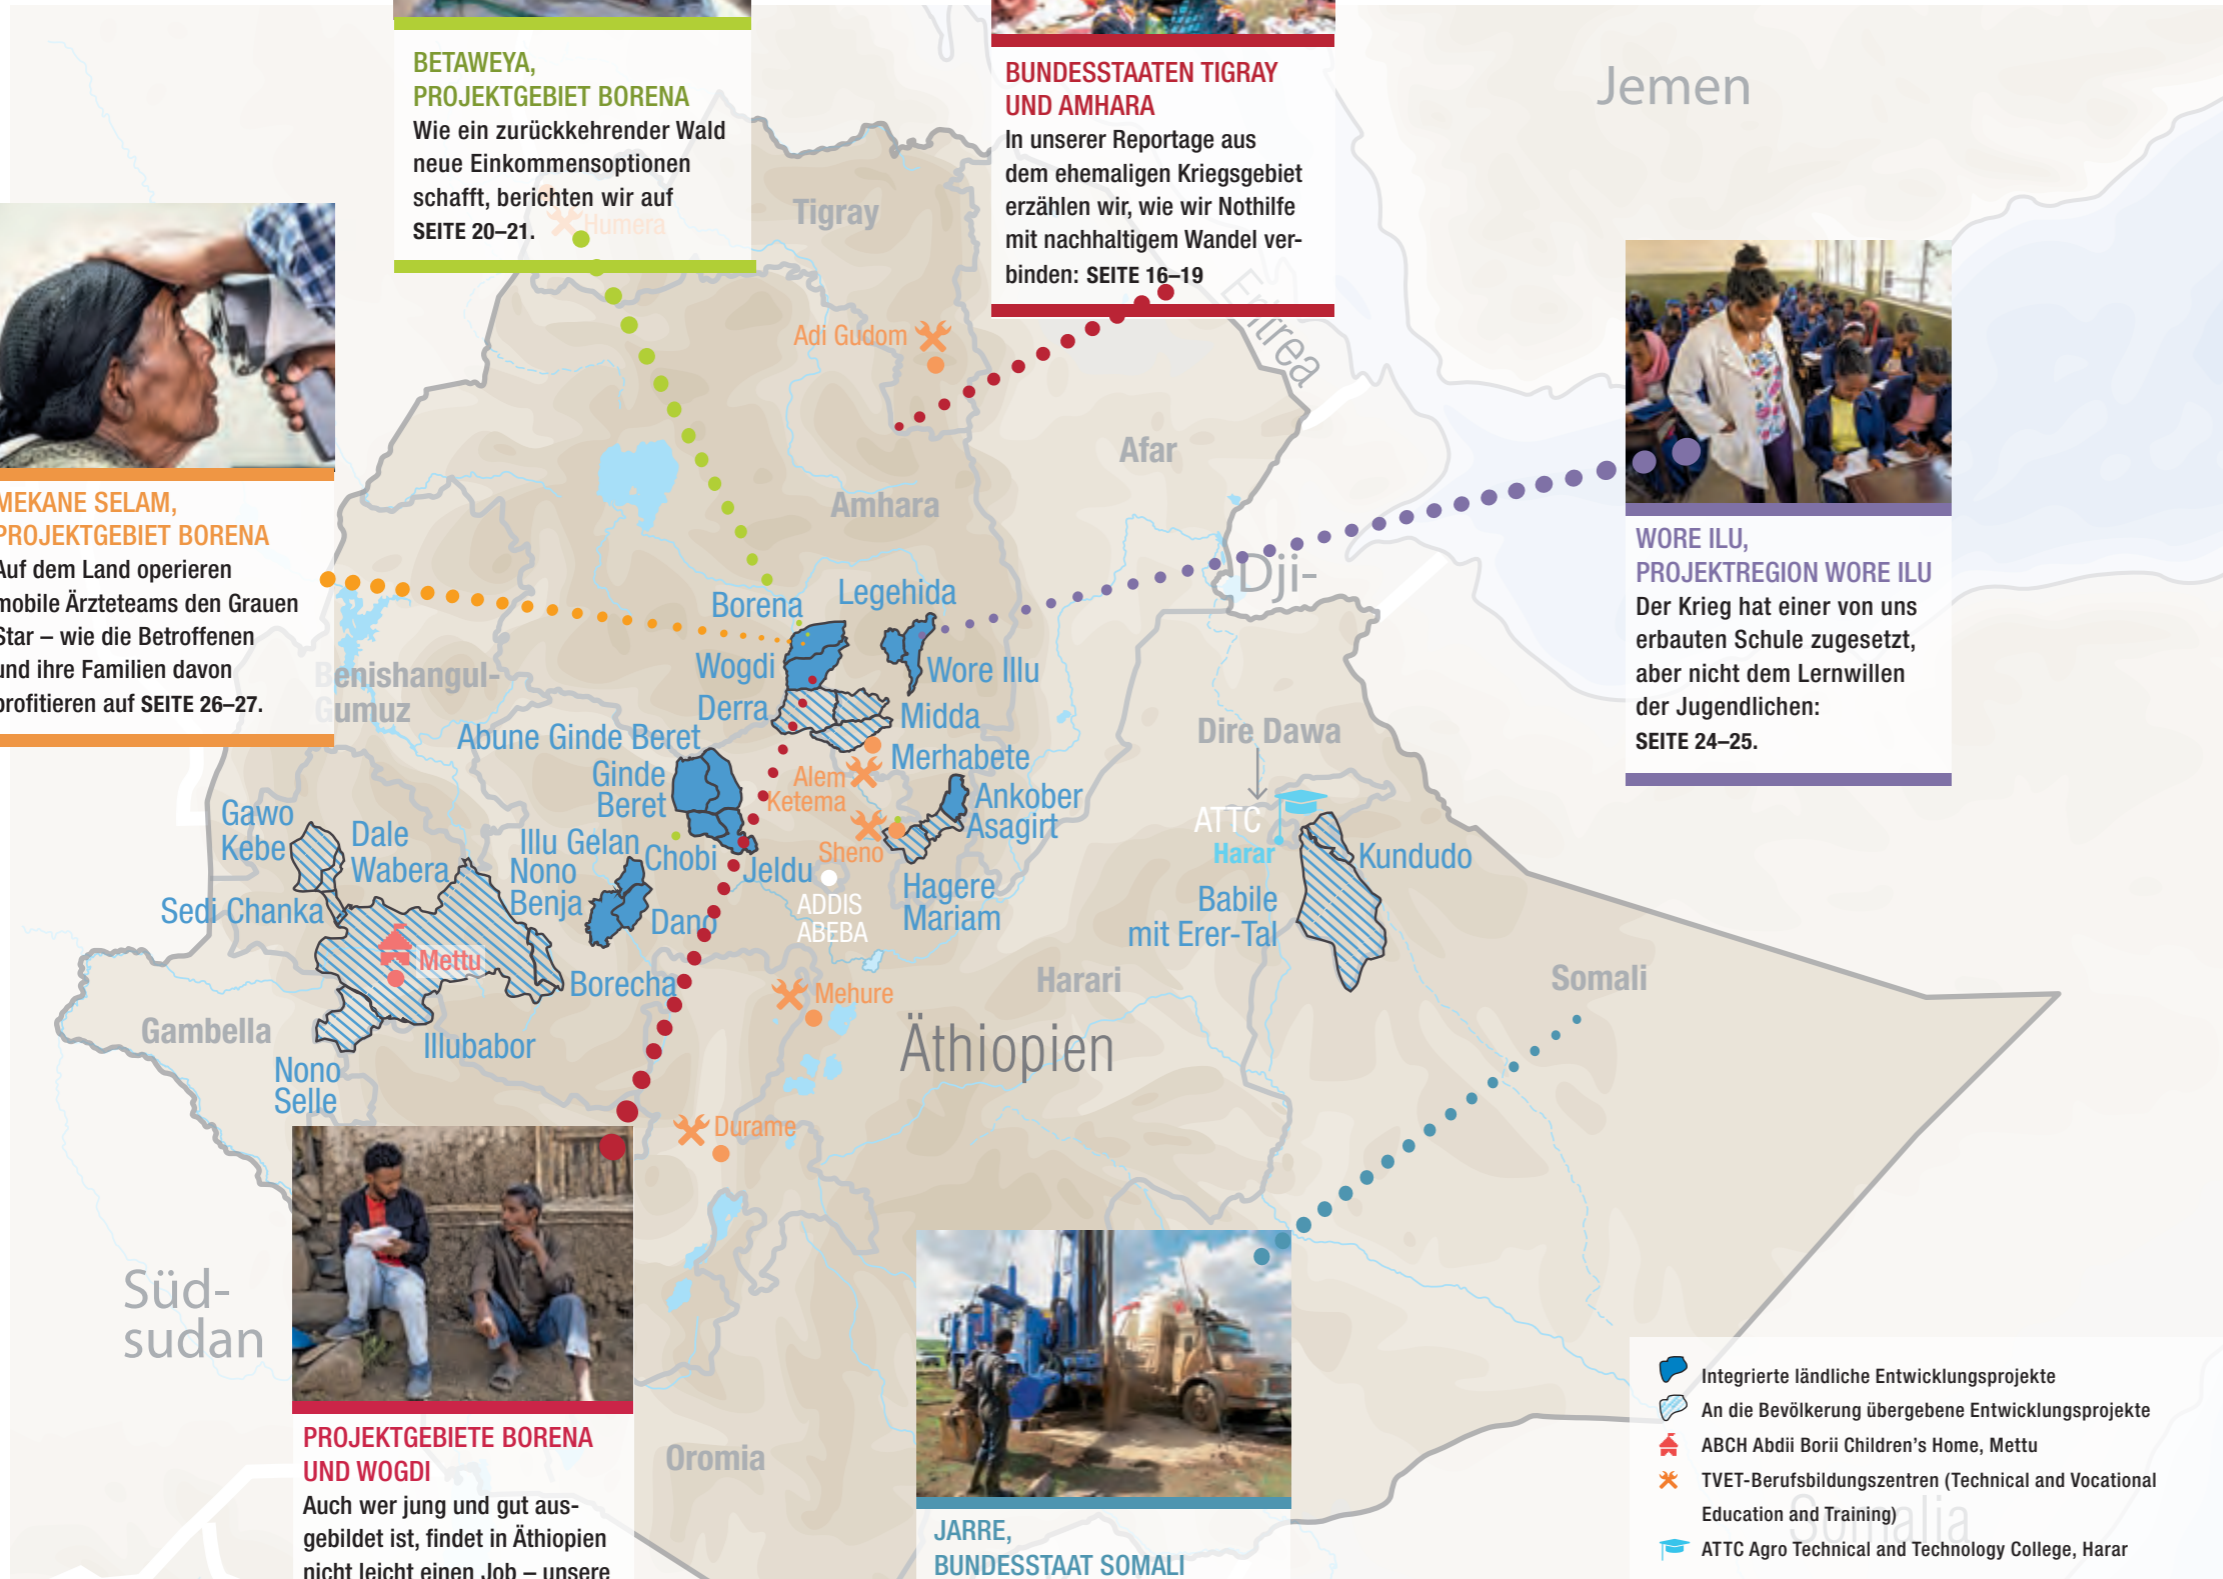 BETAWEYA,
PROJEKTGEBIET BORENA
Wie ein zurückkehrender Wald
neue Einkommensoptionen
schafft, berichten wir auf
SEITE 20–21.
BUNDESSTAATEN TIGRAY
UND AMHARA
In unserer Reportage aus
dem ehemaligen Kriegsgebiet
erzählen wir, wie wir Nothilfe
mit nachhaltigem Wandel ver-
binden: SEITE 16–19
MEKANE SELAM,
PROJEKTGEBIET BORENA
Auf dem Land operieren
mobile Ärzteteams den Grauen
Star – wie die Betroffenen
und ihre Familien davon
profitieren auf SEITE 26–27.
WORE ILU,
PROJEKTREGION WORE ILU
Der Krieg hat einer von uns
erbauten Schule zugesetzt,
aber nicht dem Lernwillen
der Jugendlichen:
SEITE 24–25.
Jemen
Humera
Tigray
Eritrea
Adi Gudom
Afar
Amhara
Dji-
Borena
Legehida
Wogdi
Wore Illu
Benishangul-
Gumuz
Derra
Midda
Abune Ginde Beret
Merhabete
Dire Dawa
Ginde
Beret
Alem
Ketema
Ankober
Asagirt
Gawo
Kebe
Dale
Wabera
Illu Gelan
Chobi
Jeldu
Sheno
ATTC
Harar
Kundudo
Nono
Benja
Hagere
Mariam
Babile
mit Erer-Tal
Sedi Chanka
Dano
ADDIS
ABEBA
Mettu
Borecha
Mehure
Harari
Somali
Gambella
Illubabor
Äthiopien
Nono
Selle
Durame
Süd-
sudan
Oromia
Somalia
PROJEKTGEBIETE BORENA
UND WOGDI
Auch wer jung und gut aus-
gebildet ist, findet in Äthiopien
nicht leicht einen Job – unsere
JARRE,
BUNDESSTAAT SOMALI
Integrierte ländliche Entwicklungsprojekte
An die Bevölkerung übergebene Entwicklungsprojekte
ABCH Abdii Borii Children's Home, Mettu
TVET-Berufsbildungszentren (Technical and Vocational
Education and Training)
ATTC Agro Technical and Technology College, Harar